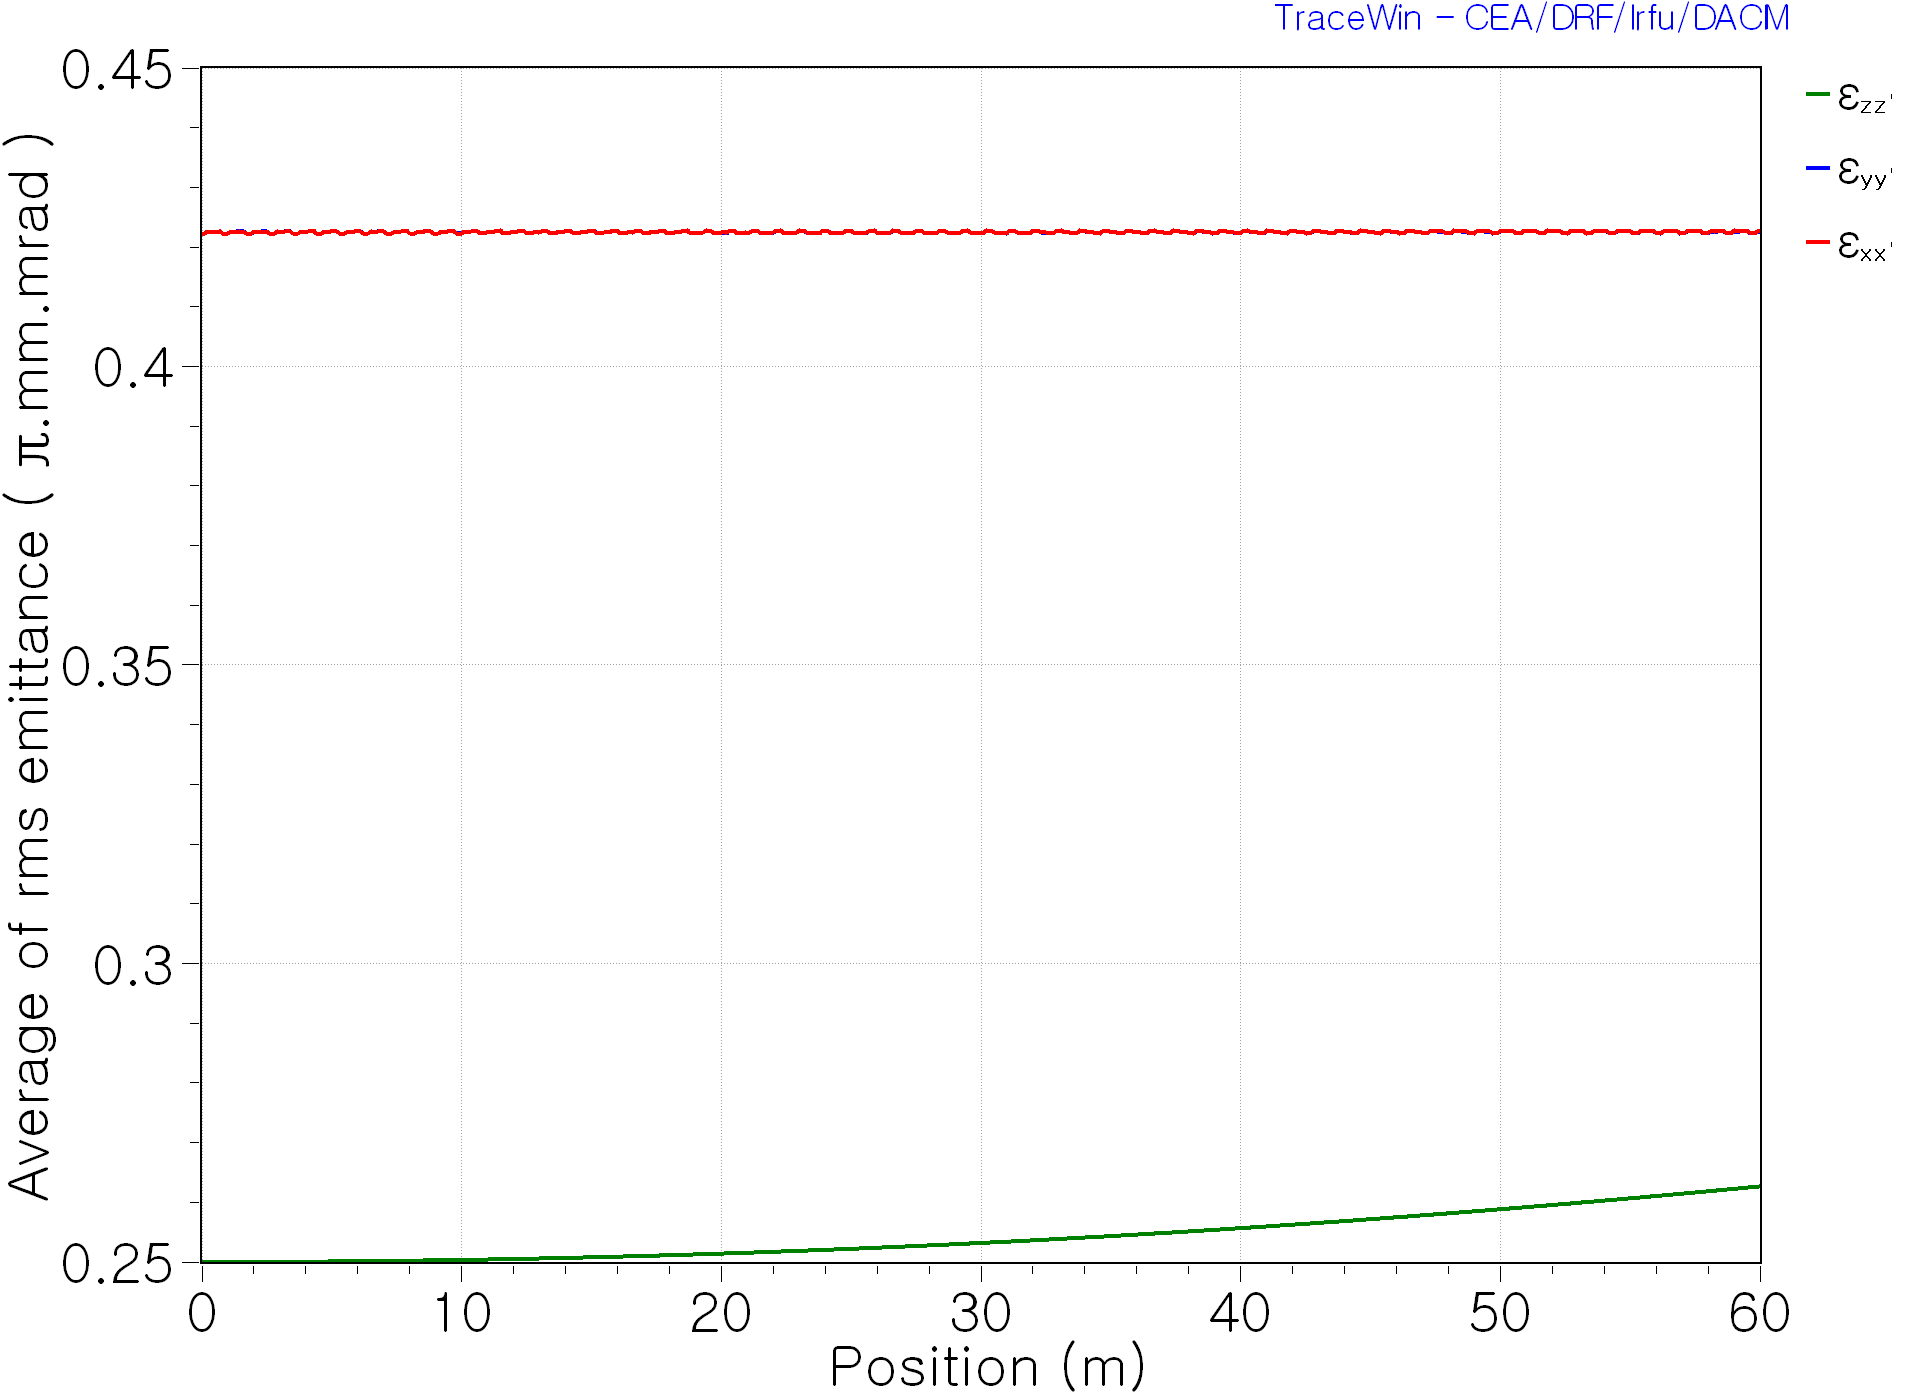 TraceWin - CEA/DRF/Irfu/DACM
εzz'
εyy'
εxx'
Average of rms emittance ( π.mm.mrad )
0.45
0.4
0.35
0.3
0.25
0 10 20 30 40 50 60
Position (m)